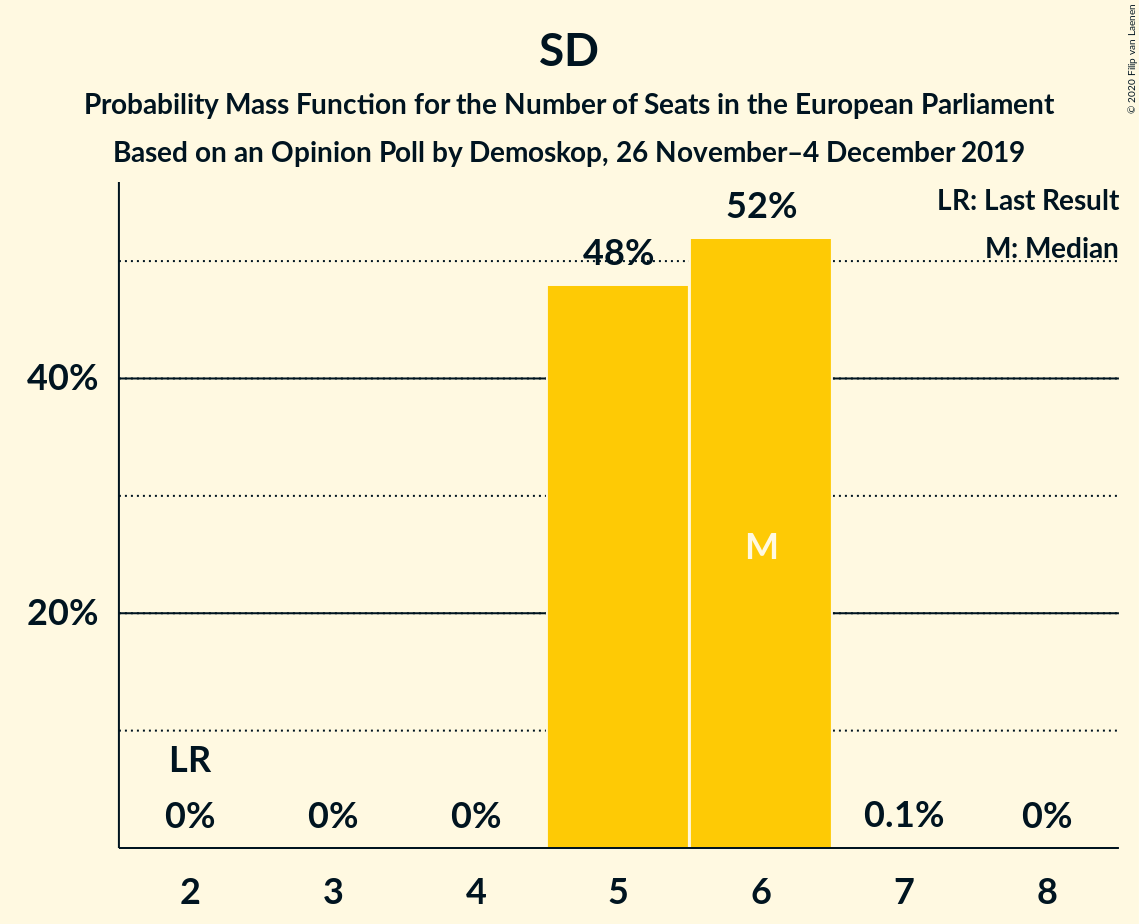 SD
Probability Mass Function for the Number of Seats in the European Parliament
Based on an Opinion Poll by Demoskop, 26 November–4 December 2019
© 2020 Filip van Laenen
LR: Last Result
M: Median
52%
48%
40%
M
20%
LR
0%
0%
0%
0.1%
0%
2
3
4
5
6
7
8